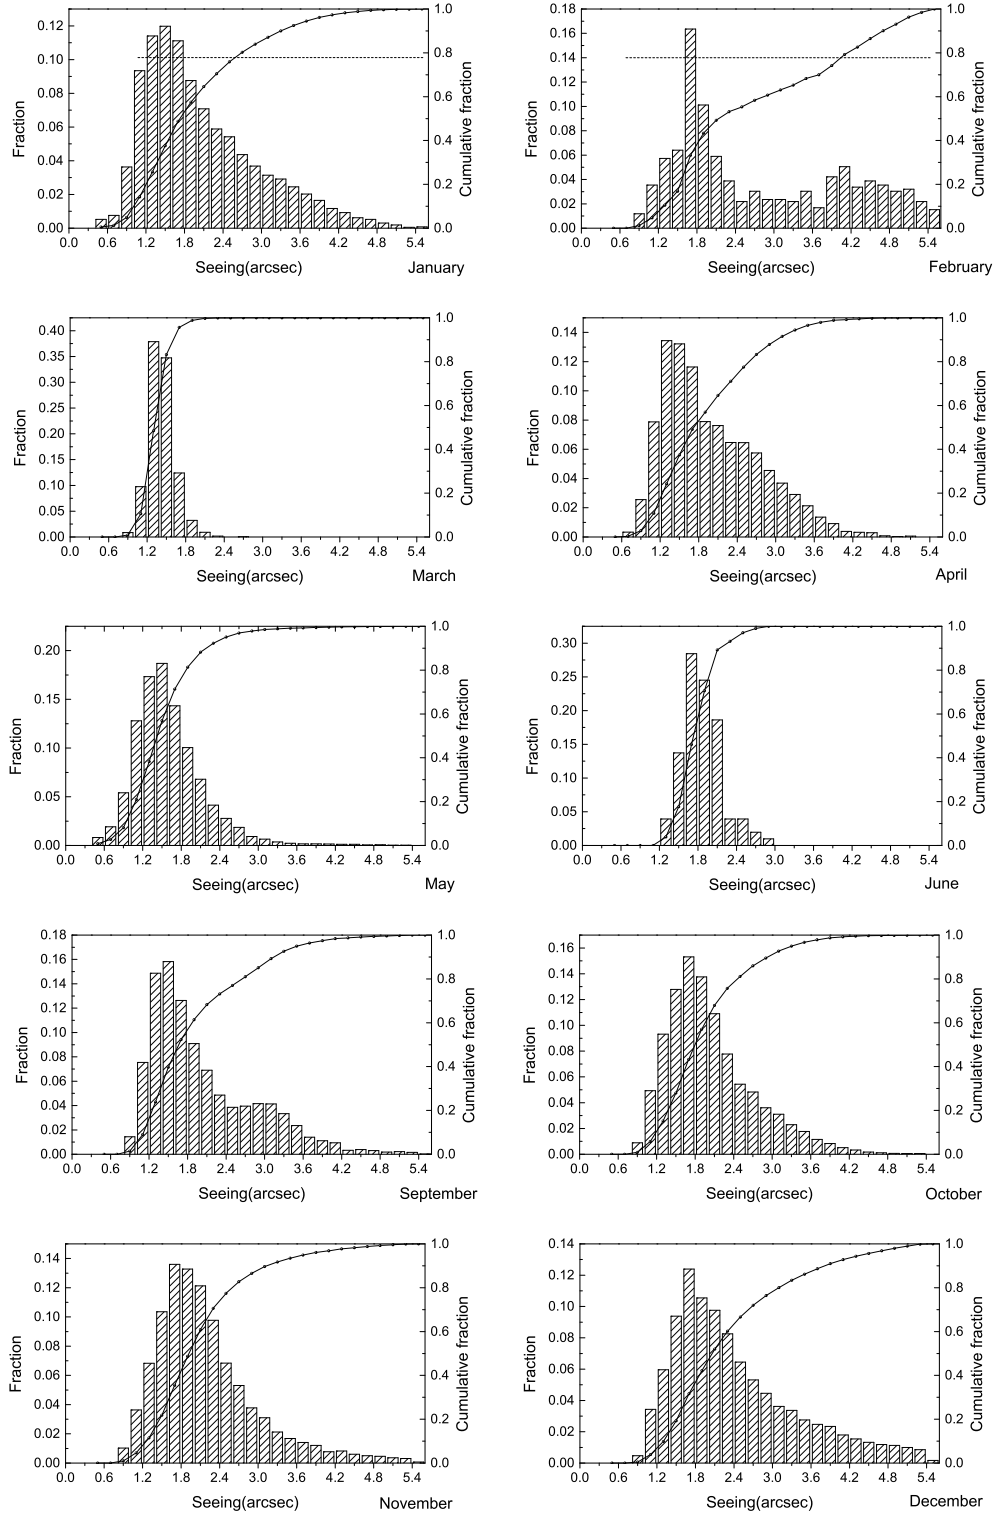 0.12 0.10 0.08 0.06 0.04 0.02 0.00
Fraction
1.0 0.8 0.6 0.4 0.2 0.0
Cumulative fraction
0.0 0.6 1.2 1.8 2.4 3.0 3.6 4.2 4.8 5.4
Seeing(arcsec) January
0.18 0.16 0.14 0.12 0.10 0.08 0.06 0.04 0.02 0.00
Fraction
1.0 0.8 0.6 0.4 0.2 0.0
Cumulative fraction
0.0 0.6 1.2 1.8 2.4 3.0 3.6 4.2 4.8 5.4
Seeing(arcsec) February
0.40 0.35 0.30 0.25 0.20 0.15 0.10 0.05 0.00
Fraction
1.0 0.8 0.6 0.4 0.2 0.0
Cumulative fraction
0.0 0.6 1.2 1.8 2.4 3.0 3.6 4.2 4.8 5.4
Seeing(arcsec) March
0.14 0.12 0.10 0.08 0.06 0.04 0.02 0.00
Fraction
1.0 0.8 0.6 0.4 0.2 0.0
Cumulative fraction
0.0 0.6 1.2 1.8 2.4 3.0 3.6 4.2 4.8 5.4
Seeing(arcsec) April
0.20 0.15 0.10 0.05 0.00
Fraction
1.0 0.8 0.6 0.4 0.2 0.0
Cumulative fraction
0.0 0.6 1.2 1.8 2.4 3.0 3.6 4.2 4.8 5.4
Seeing(arcsec) May
0.30 0.25 0.20 0.15 0.10 0.05 0.00
Fraction
1.0 0.8 0.6 0.4 0.2 0.0
Cumulative fraction
0.0 0.6 1.2 1.8 2.4 3.0 3.6 4.2 4.8 5.4
Seeing(arcsec) June
0.18 0.16 0.14 0.12 0.10 0.08 0.06 0.04 0.02 0.00
Fraction
1.0 0.8 0.6 0.4 0.2 0.0
Cumulative fraction
0.0 0.6 1.2 1.8 2.4 3.0 3.6 4.2 4.8 5.4
Seeing(arcsec) September
0.16 0.14 0.12 0.10 0.08 0.06 0.04 0.02 0.00
Fraction
1.0 0.8 0.6 0.4 0.2 0.0
Cumulative fraction
0.0 0.6 1.2 1.8 2.4 3.0 3.6 4.2 4.8 5.4
Seeing(arcsec) October
0.14 0.12 0.10 0.08 0.06 0.04 0.02 0.00
Fraction
1.0 0.8 0.6 0.4 0.2 0.0
Cumulative fraction
0.0 0.6 1.2 1.8 2.4 3.0 3.6 4.2 4.8 5.4
Seeing(arcsec) November
0.14 0.12 0.10 0.08 0.06 0.04 0.02 0.00
Fraction
1.0 0.8 0.6 0.4 0.2 0.0
Cumulative fraction
0.0 0.6 1.2 1.8 2.4 3.0 3.6 4.2 4.8 5.4
Seeing(arcsec) December